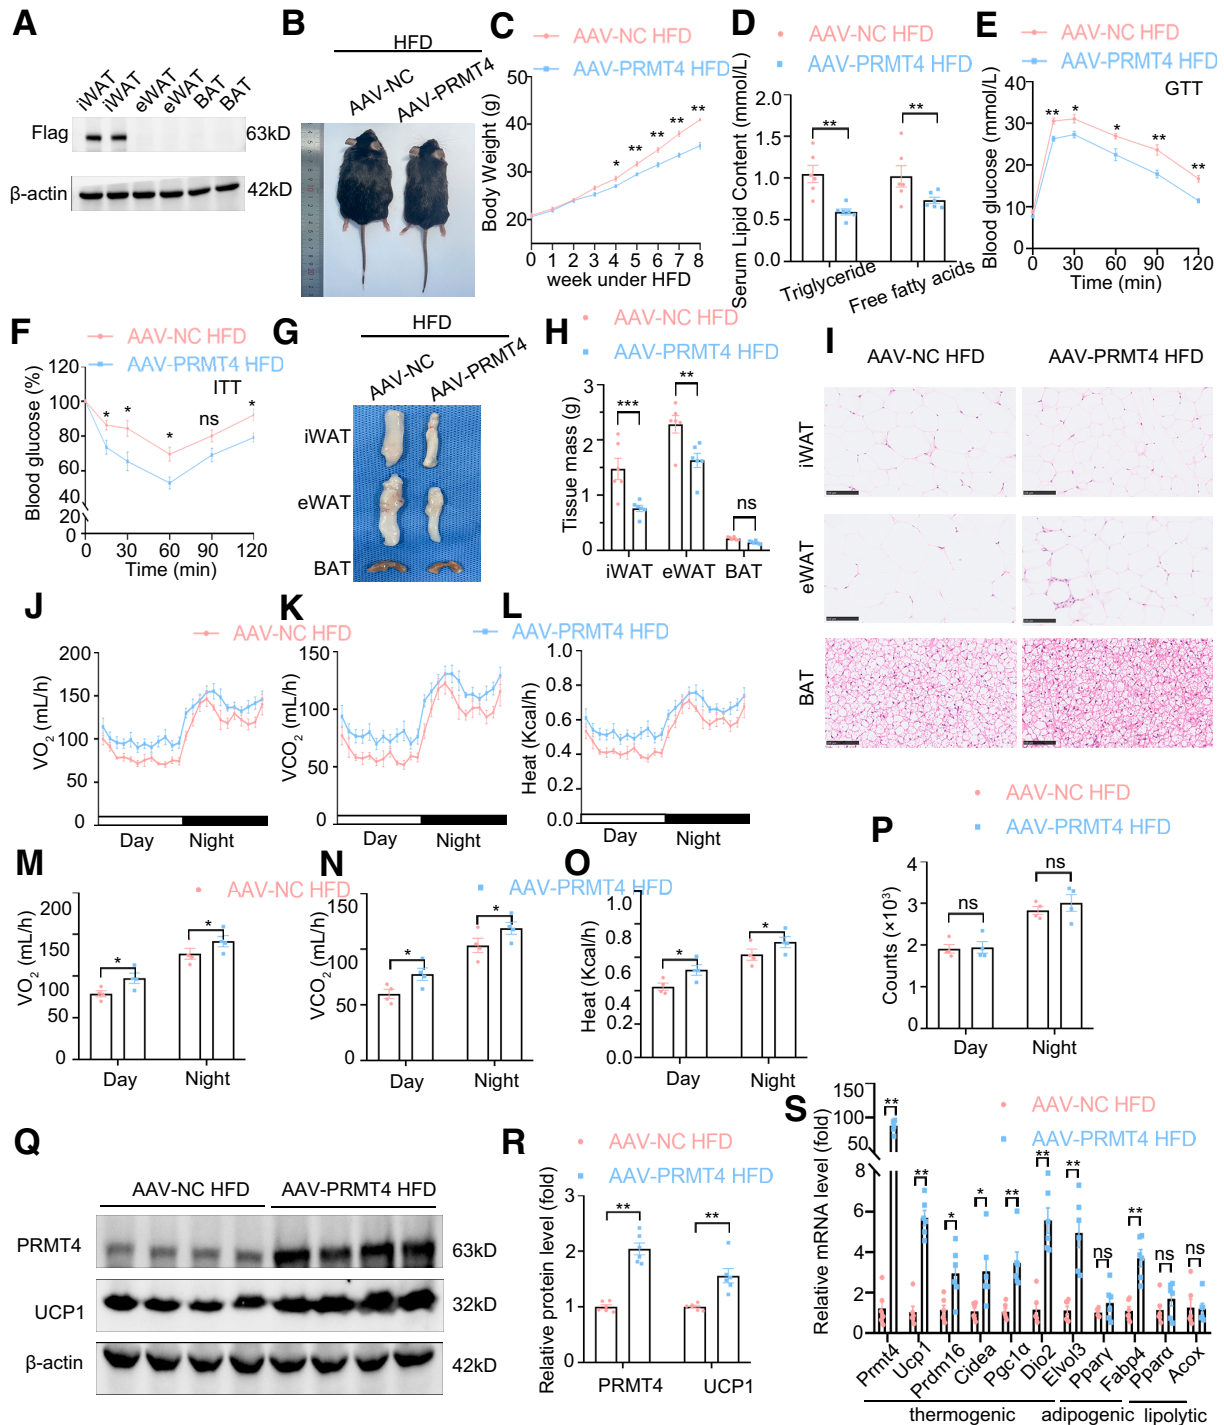 A
iWAT iWAT eWAT eWAT BAT BAT
Flag 63kD
β-actin 42kD
B
HFD
AAV-NC AAV-PRMT4
C
AAV-NC HFD
AAV-PRMT4 HFD
Body Weight (g)
50
40
30
20
* ** ** ** **
0 1 2 3 4 5 6 7 8
week under HFD
D
AAV-NC HFD
AAV-PRMT4 HFD
Serum Lipid Content (mmol/L)
2.0
1.5
1.0
0.5
0.0
** **
Triglyceride Free fatty acids
E
AAV-NC HFD
AAV-PRMT4 HFD
GTT
Blood glucose (mmol/L)
40
30
20
10
0
** * * ** **
0 30 60 90 120
Time (min)
F
AAV-NC HFD
AAV-PRMT4 HFD
ITT
Blood glucose (%)
120
100
80
60
40
20
0
* * * ns *
0 30 60 90 120
Time (min)
G
HFD
AAV-NC AAV-PRMT4
iWAT
eWAT
BAT
H
AAV-NC HFD
AAV-PRMT4 HFD
Tissue mass (g)
3
2
1
0
*** ** ns
iWAT eWAT BAT
I
AAV-NC HFD AAV-PRMT4 HFD
iWAT
eWAT
BAT
J K L
AAV-NC HFD AAV-PRMT4 HFD
VO2 (mL/h)
200
150
100
50
0
Day Night
VCO2 (mL/h)
150
100
50
0
Day Night
Heat (Kcal/h)
1.0
0.8
0.6
0.4
0.2
0.0
Day Night
M N O
AAV-NC HFD AAV-PRMT4 HFD
VO2 (mL/h)
200
150
100
50
0
* *
Day Night
VCO2 (mL/h)
150
100
50
0
* *
Day Night
Heat (Kcal/h)
1.0
0.8
0.6
0.4
0.2
0.0
* *
Day Night
P
AAV-NC HFD
AAV-PRMT4 HFD
Counts (×10³)
4
3
2
1
0
ns ns
Day Night
Q
AAV-NC HFD AAV-PRMT4 HFD
PRMT4 63kD
UCP1 32kD
β-actin 42kD
R
AAV-NC HFD
AAV-PRMT4 HFD
Relative protein level (fold)
3
2
1
0
** **
PRMT4 UCP1
S
AAV-NC HFD
AAV-PRMT4 HFD
Relative mRNA level (fold)
150
100
50
8
6
4
2
0
** ** * * ** ** ** ns ** ns ns
Prmt4 Ucp1 Prdm16 Cidea Pgc1α Dio2 Elvol3 Pparγ Fabp4 Pparα Acox
thermogenic adipogenic lipolytic